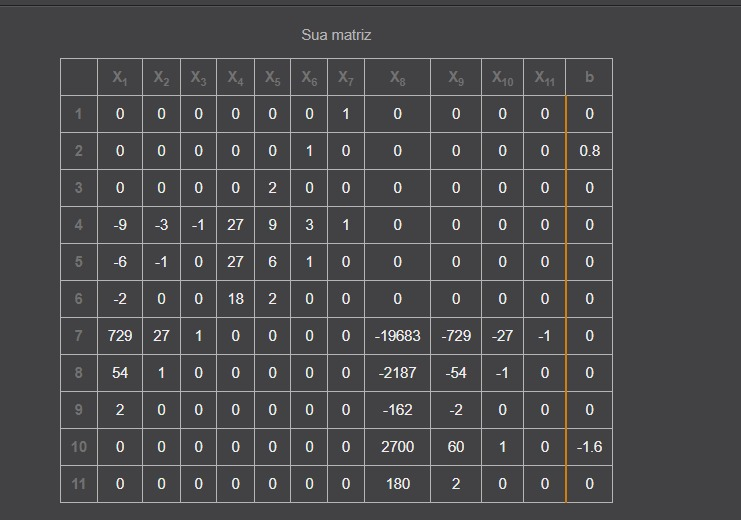 Sua matriz
X₁ X₂ X₃ X₄ X₅ X₆ X₇ X₈ X₉ X₁₀ X₁₁ b
1 0 0 0 0 0 0 1 0 0 0 0 0
2 0 0 0 0 0 1 0 0 0 0 0 0.8
3 0 0 0 0 2 0 0 0 0 0 0 0
4 -9 -3 -1 27 9 3 1 0 0 0 0 0
5 -6 -1 0 27 6 1 0 0 0 0 0 0
6 -2 0 0 18 2 0 0 0 0 0 0 0
7 729 27 1 0 0 0 0 -19683 -729 -27 -1 0
8 54 1 0 0 0 0 0 -2187 -54 -1 0 0
9 2 0 0 0 0 0 0 -162 -2 0 0 0
10 0 0 0 0 0 0 0 2700 60 1 0 -1.6
11 0 0 0 0 0 0 0 180 2 0 0 0